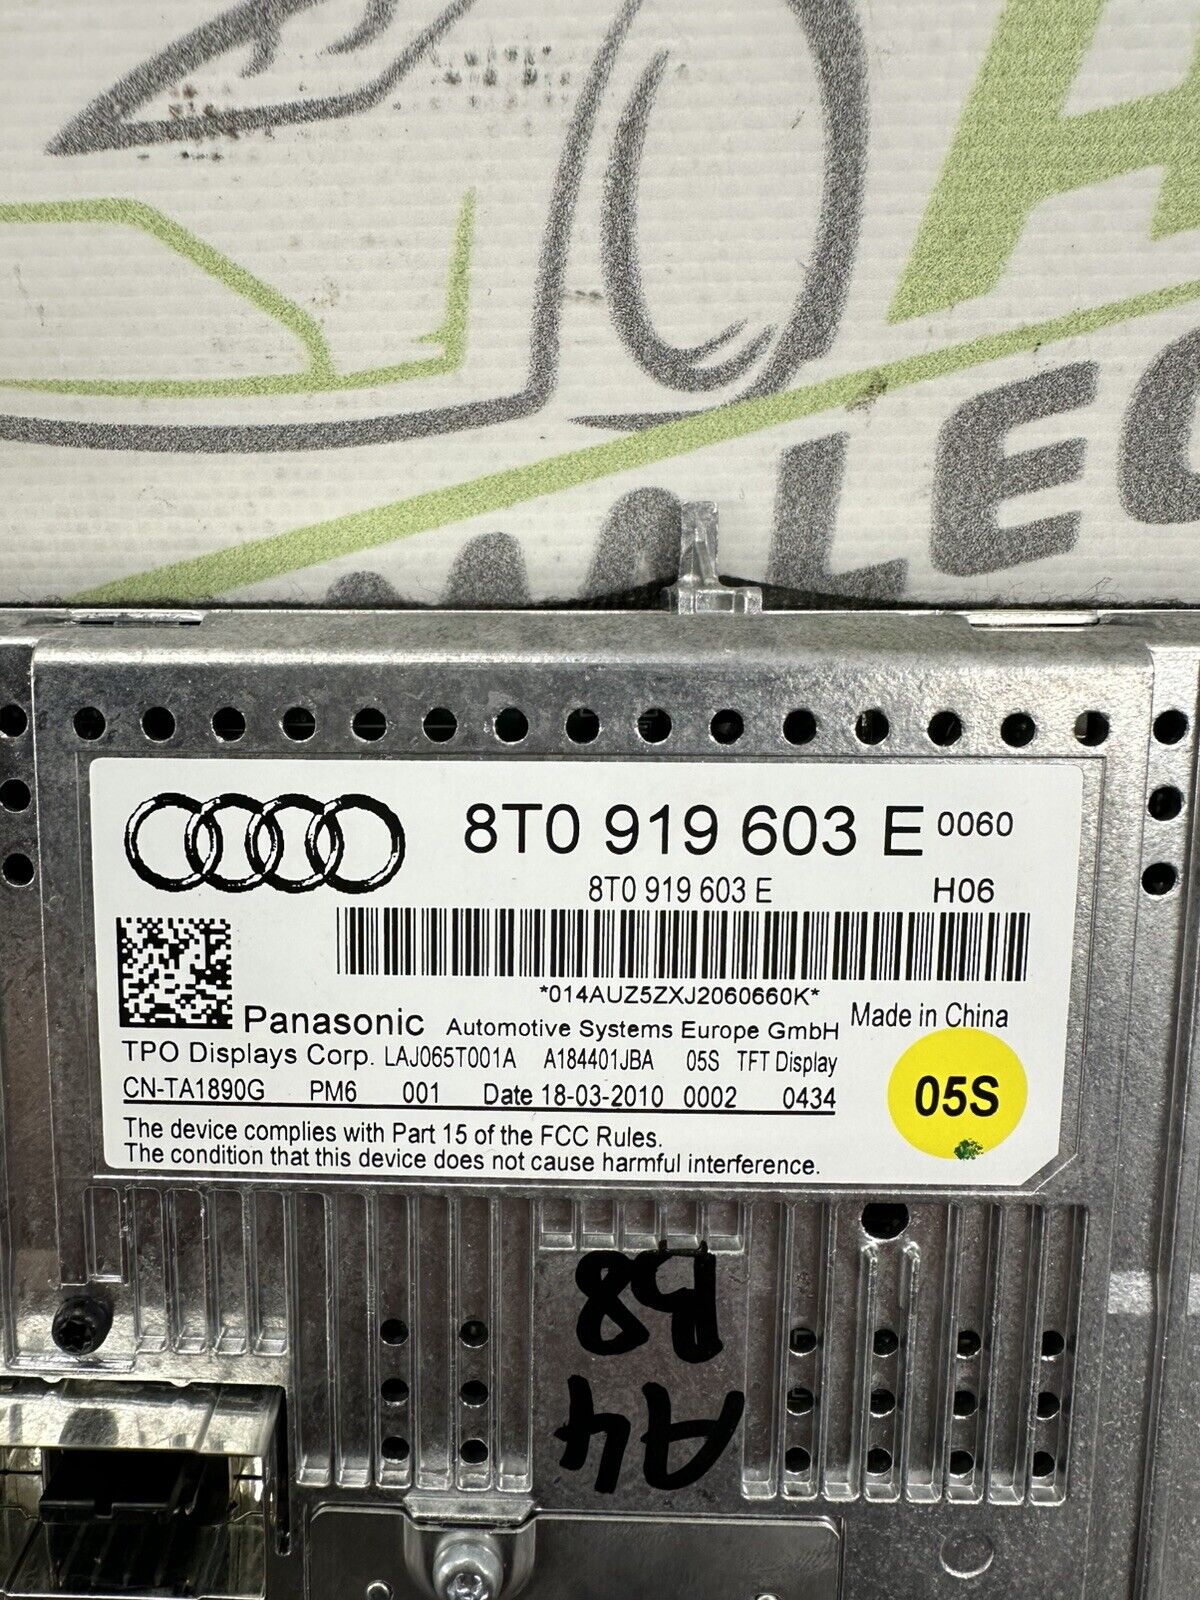 MLEC
8T0 919 603 E 0060
8T0 919 603 E H06
*014AUZ5ZXJ2060660K*
Panasonic Automotive Systems Europe GmbH Made in China
TPO Displays Corp. LAJ065T001A A184401JBA 05S TFT Display
CN-TA1890G PM6 001 Date 18-03-2010 0002 0434
05S
The device complies with Part 15 of the FCC Rules.
The condition that this device does not cause harmful interference.
A4
B8